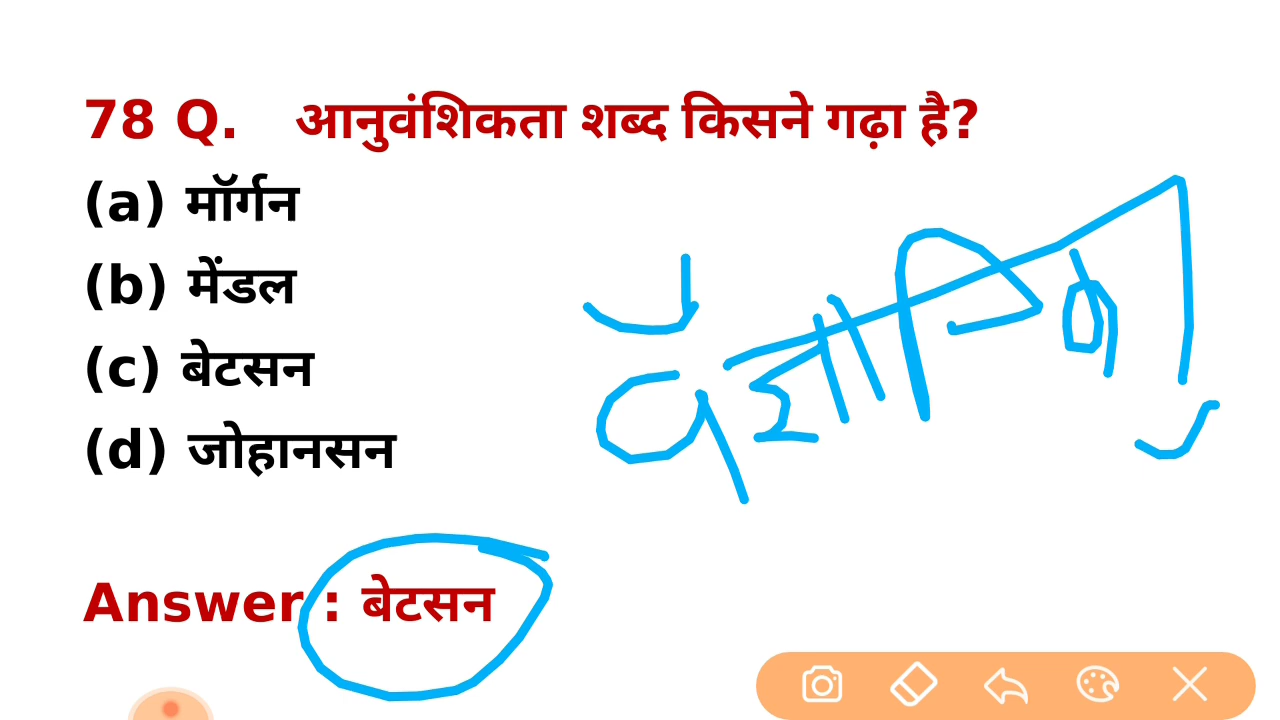 78 Q. आनुवंशिकता शब्द किसने गढ़ा है?
(a) मॉर्गन
(b) मेंडल
(c) बेटसन
(d) जोहानसन
Answer : बेटसन